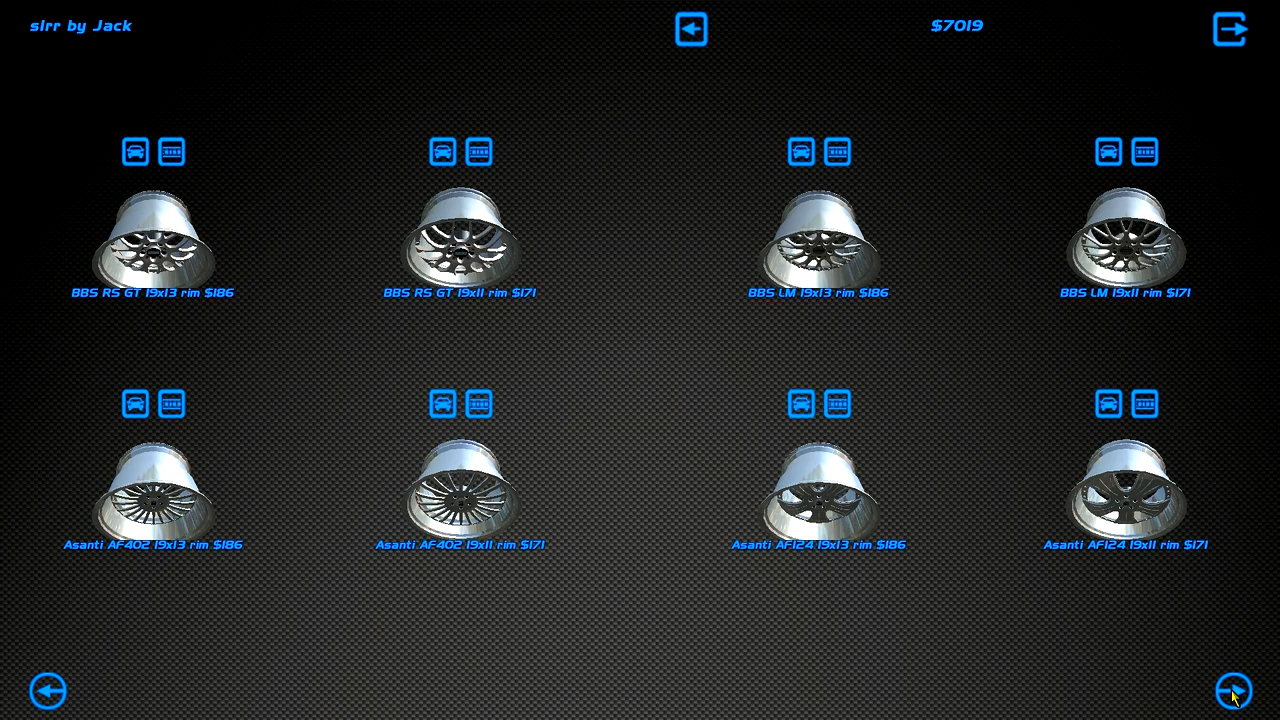 slrr by Jack
$7019
BBS RS GT 19x13 rim $186
BBS RS GT 19x11 rim $171
BBS LM 19x13 rim $186
BBS LM 19x11 rim $171
Asanti AF402 19x13 rim $186
Asanti AF402 19x11 rim $171
Asanti AF124 19x13 rim $186
Asanti AF124 19x11 rim $171